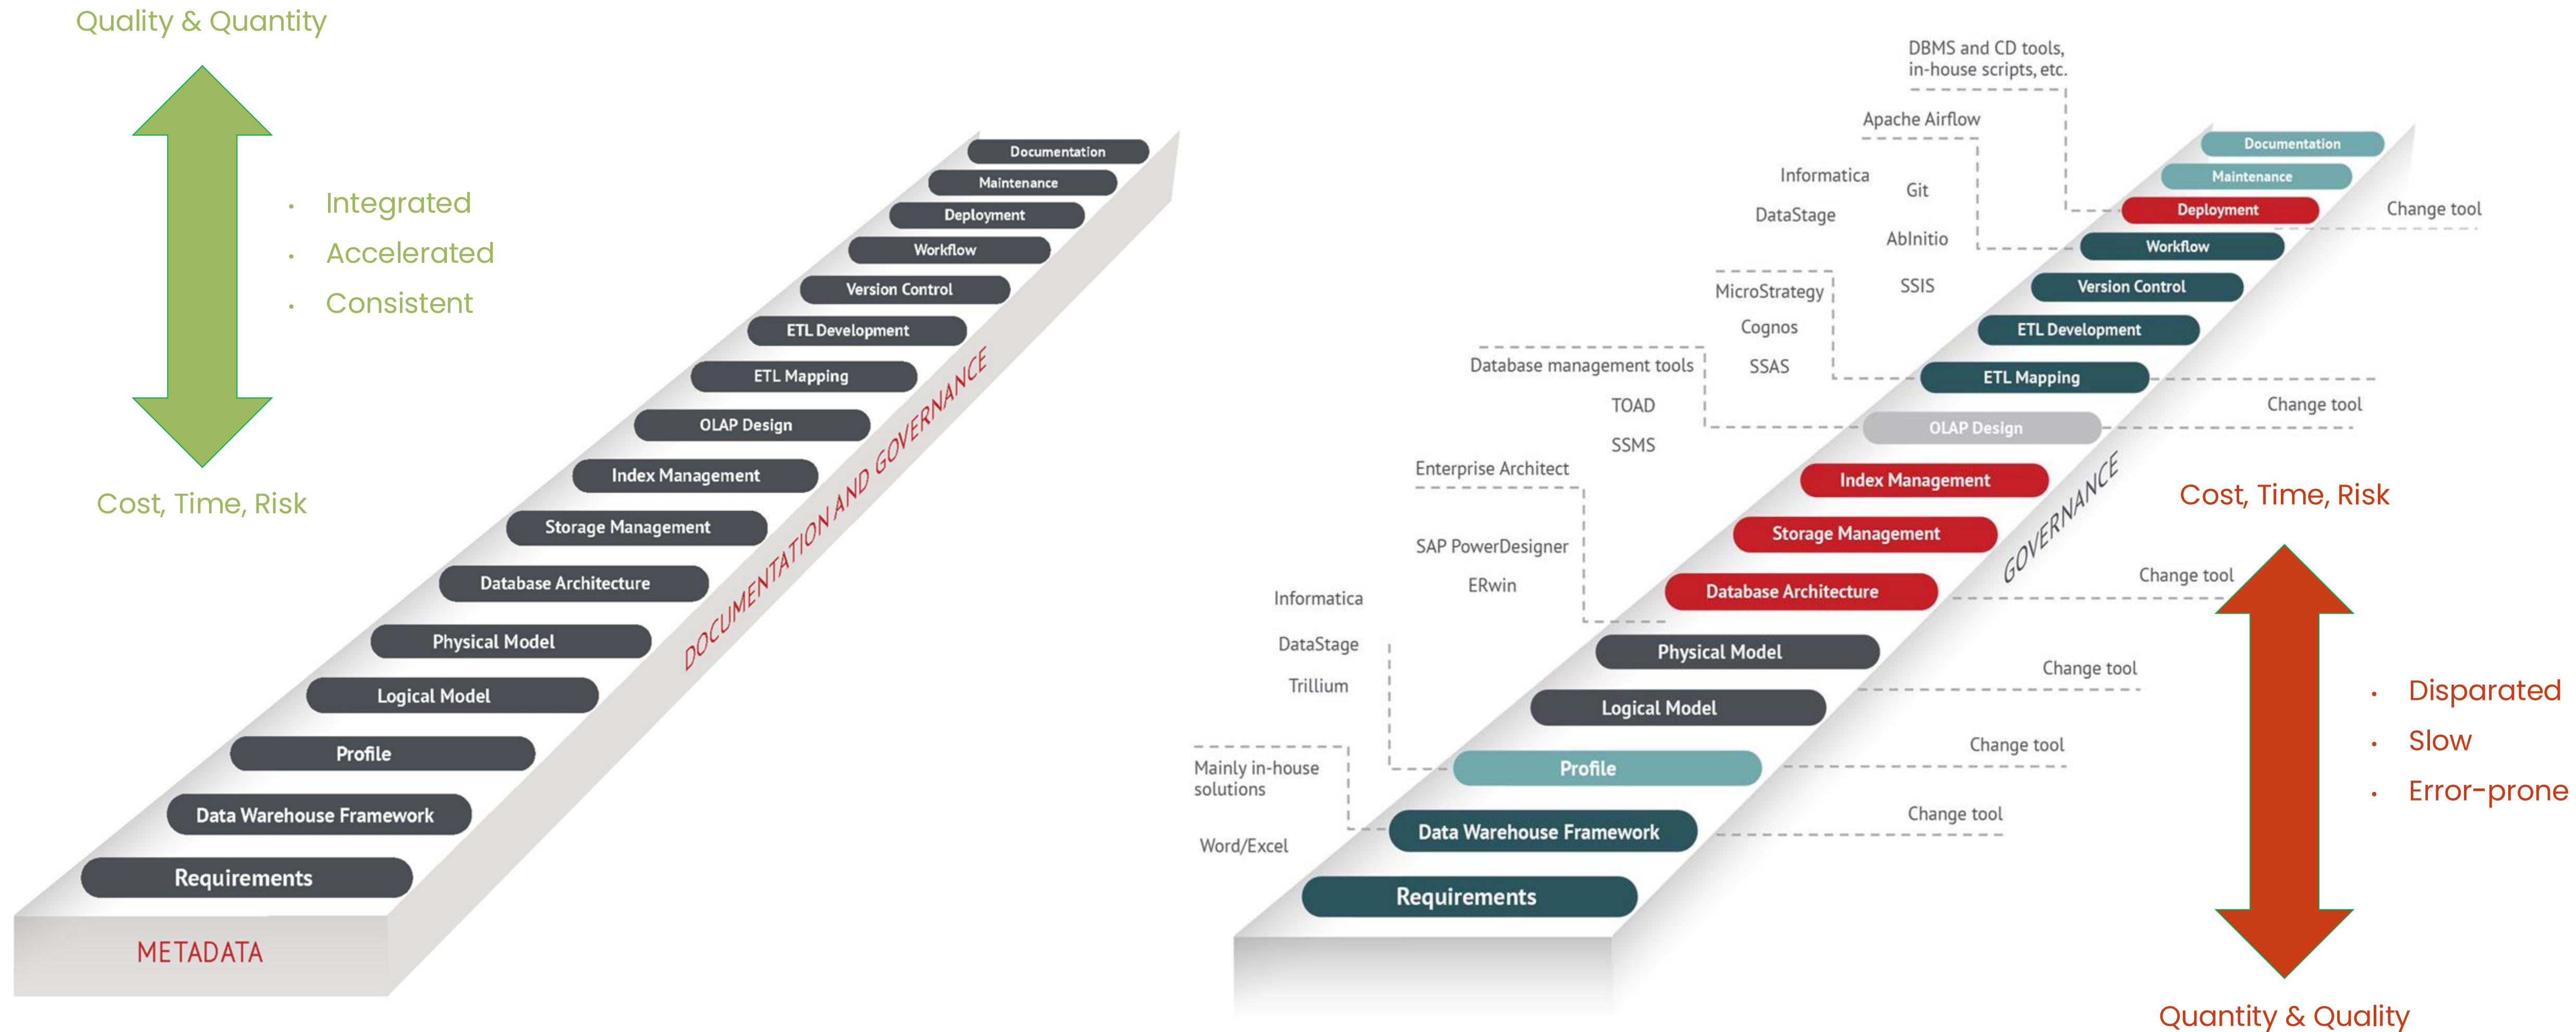 Quality & Quantity
Integrated
Accelerated
Consistent
Cost, Time, Risk
Documentation
Maintenance
Deployment
Workflow
Version Control
ETL Development
ETL Mapping
OLAP Design
Index Management
Storage Management
Database Architecture
Physical Model
Logical Model
Profile
Data Warehouse Framework
Requirements
METADATA
DOCUMENTATION AND GOVERNANCE
DBMS and CD tools,
in-house scripts, etc.
Apache Airflow
Informatica
Git
DataStage
AbInitio
SSIS
MicroStrategy
Cognos
SSAS
Database management tools
TOAD
SSMS
Enterprise Architect
SAP PowerDesigner
ERwin
Informatica
DataStage
Trillium
Mainly in-house
solutions
Word/Excel
Documentation
Maintenance
Deployment
Workflow
Version Control
ETL Development
ETL Mapping
OLAP Design
Index Management
Storage Management
Database Architecture
Physical Model
Logical Model
Profile
Data Warehouse Framework
Requirements
GOVERNANCE
Change tool
Change tool
Change tool
Change tool
Change tool
Change tool
Cost, Time, Risk
Disparated
Slow
Error-prone
Quantity & Quality